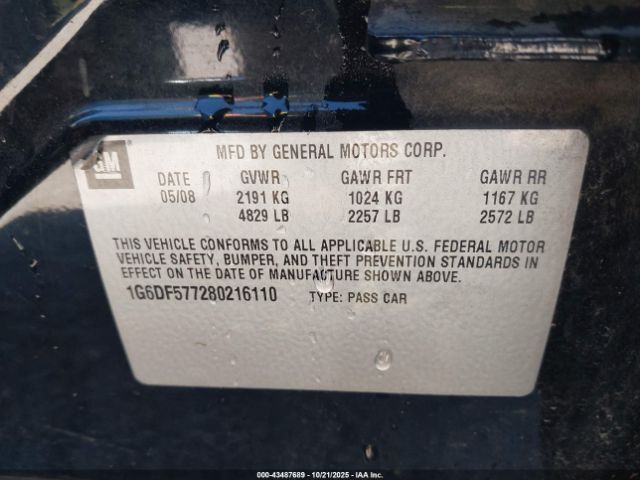 GM
MFD BY GENERAL MOTORS CORP.
DATE GVWR GAWR FRT GAWR RR
05/08 2191 KG 1024 KG 1167 KG
4829 LB 2257 LB 2572 LB
THIS VEHICLE CONFORMS TO ALL APPLICABLE U.S. FEDERAL MOTOR
VEHICLE SAFETY, BUMPER, AND THEFT PREVENTION STANDARDS IN
EFFECT ON THE DATE OF MANUFACTURE SHOWN ABOVE.
1G6DF577280216110 TYPE: PASS CAR
000-43487689 - 10/21/2025 - IAA, Inc.